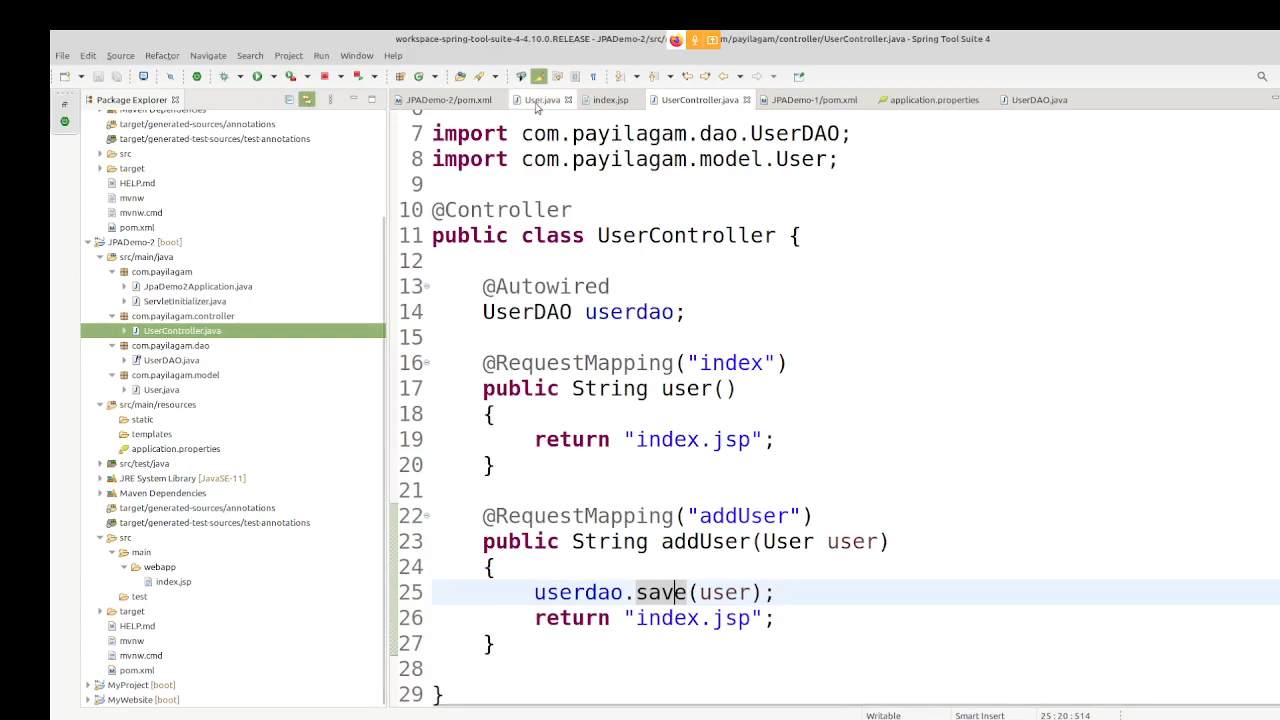 workspace-spring-tool-suite-4-4.10.0.RELEASE - JPADemo-2/src/ m/payilagam/controller/UserController.java - Spring Tool Suite 4
File Edit Source Refactor Navigate Search Project Run Window Help
Package Explorer
JPADemo-2/pom.xml User.java index.jsp UserController.java JPADemo-1/pom.xml application.properties UserDAO.java
target/generated-sources/annotations
target/generated-test-sources/test-annotations
src
target
HELP.md
mvnw
mvnw.cmd
pom.xml
JPADemo-2 [boot]
src/main/java
com.payilagam
JpaDemo2Application.java
ServletInitializer.java
com.payilagam.controller
UserController.java
com.payilagam.dao
UserDAO.java
com.payilagam.model
User.java
src/main/resources
static
templates
application.properties
src/test/java
JRE System Library [JavaSE-11]
Maven Dependencies
target/generated-sources/annotations
target/generated-test-sources/test-annotations
src
main
webapp
index.jsp
test
target
HELP.md
mvnw
mvnw.cmd
pom.xml
MyProject [boot]
MyWebsite [boot]
7 import com.payilagam.dao.UserDAO;
8 import com.payilagam.model.User;
9
10 @Controller
11 public class UserController {
12
13 @Autowired
14 UserDAO userdao;
15
16 @RequestMapping("index")
17 public String user()
18 {
19 return "index.jsp";
20 }
21
22 @RequestMapping("addUser")
23 public String addUser(User user)
24 {
25 userdao.save(user);
26 return "index.jsp";
27 }
28
29 }
Writable Smart Insert 25:20:514